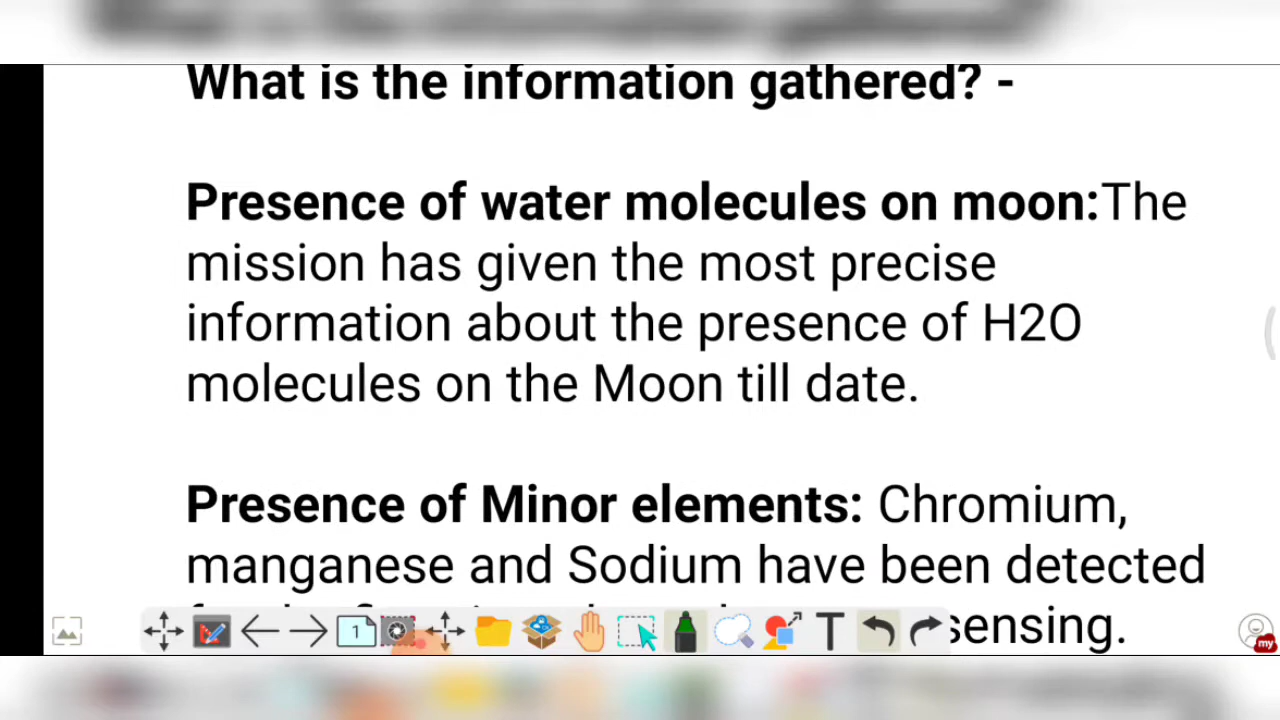 What is the information gathered? -
Presence of water molecules on moon:The
mission has given the most precise
information about the presence of H2O
molecules on the Moon till date.
Presence of Minor elements: Chromium,
manganese and Sodium have been detected
sensing.
1
T
my